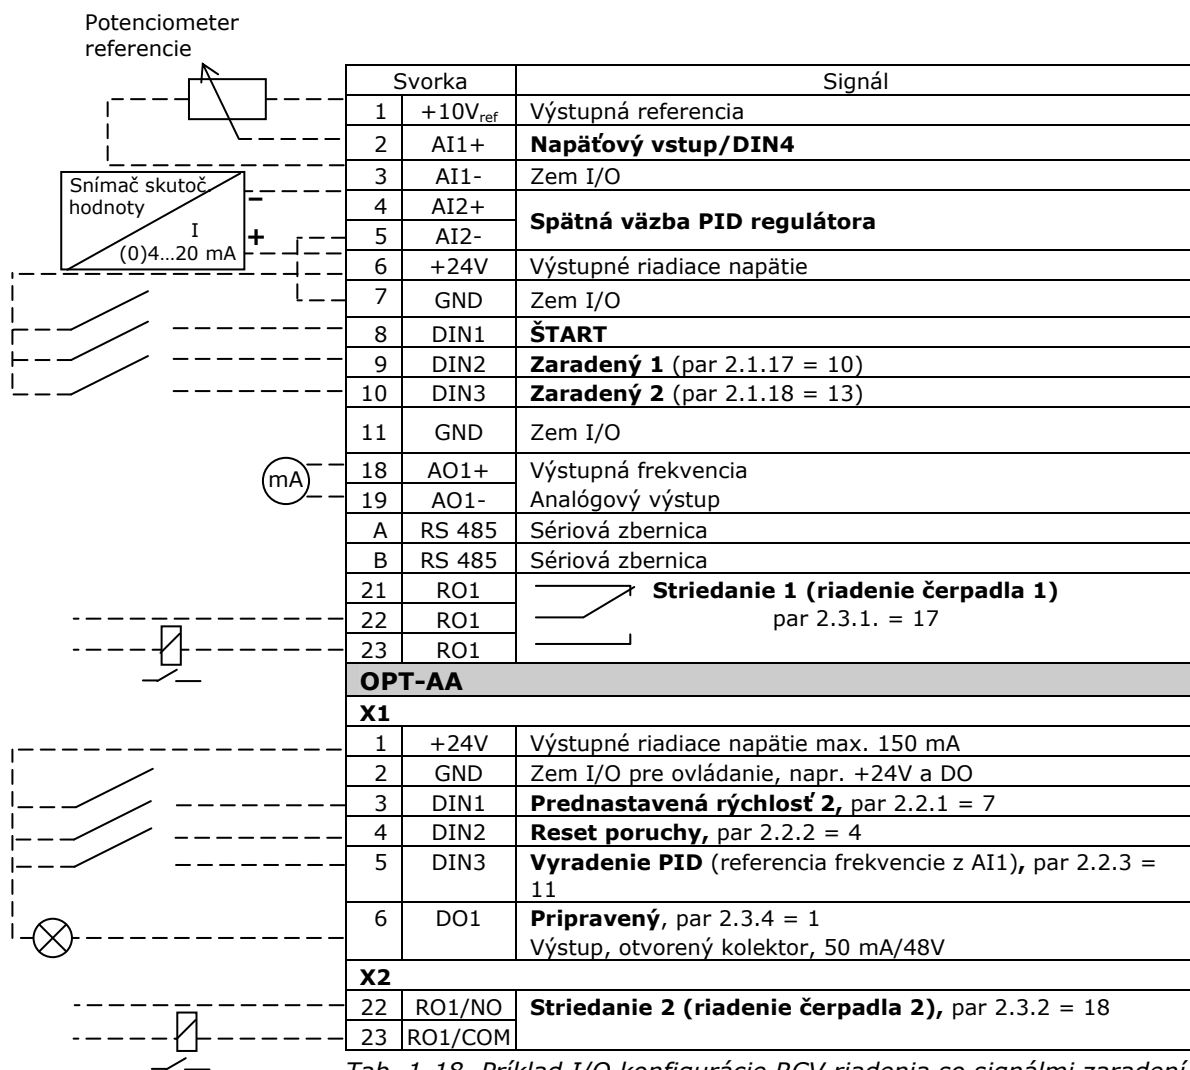 Potenciometer
referencie
Svorka Signál
1 +10Vref Výstupná referencia
2 AI1+ Napäťový vstup/DIN4
3 AI1- Zem I/O
Snímač skutoč.
hodnoty
I
(0)4...20 mA
−
+
4 AI2+ Spätná väzba PID regulátora
5 AI2-
6 +24V Výstupné riadiace napätie
7 GND Zem I/O
8 DIN1 ŠTART
9 DIN2 Zaradený 1 (par 2.1.17 = 10)
10 DIN3 Zaradený 2 (par 2.1.18 = 13)
11 GND Zem I/O
mA
18 AO1+ Výstupná frekvencia
19 AO1- Analógový výstup
A RS 485 Sériová zbernica
B RS 485 Sériová zbernica
21 RO1 Striedanie 1 (riadenie čerpadla 1)
22 RO1 par 2.3.1. = 17
23 RO1
OPT-AA
X1
1 +24V Výstupné riadiace napätie max. 150 mA
2 GND Zem I/O pre ovládanie, napr. +24V a DO
3 DIN1 Prednastavená rýchlosť 2, par 2.2.1 = 7
4 DIN2 Reset poruchy, par 2.2.2 = 4
5 DIN3 Vyradenie PID (referencia frekvencie z AI1), par 2.2.3 =
11
6 DO1 Pripravený, par 2.3.4 = 1
Výstup, otvorený kolektor, 50 mA/48V
X2
22 RO1/NO Striedanie 2 (riadenie čerpadla 2), par 2.3.2 = 18
23 RO1/COM
Tab. 1-18 Príklad I/O konfigurácie PCV riadenia so signálmi zaradení